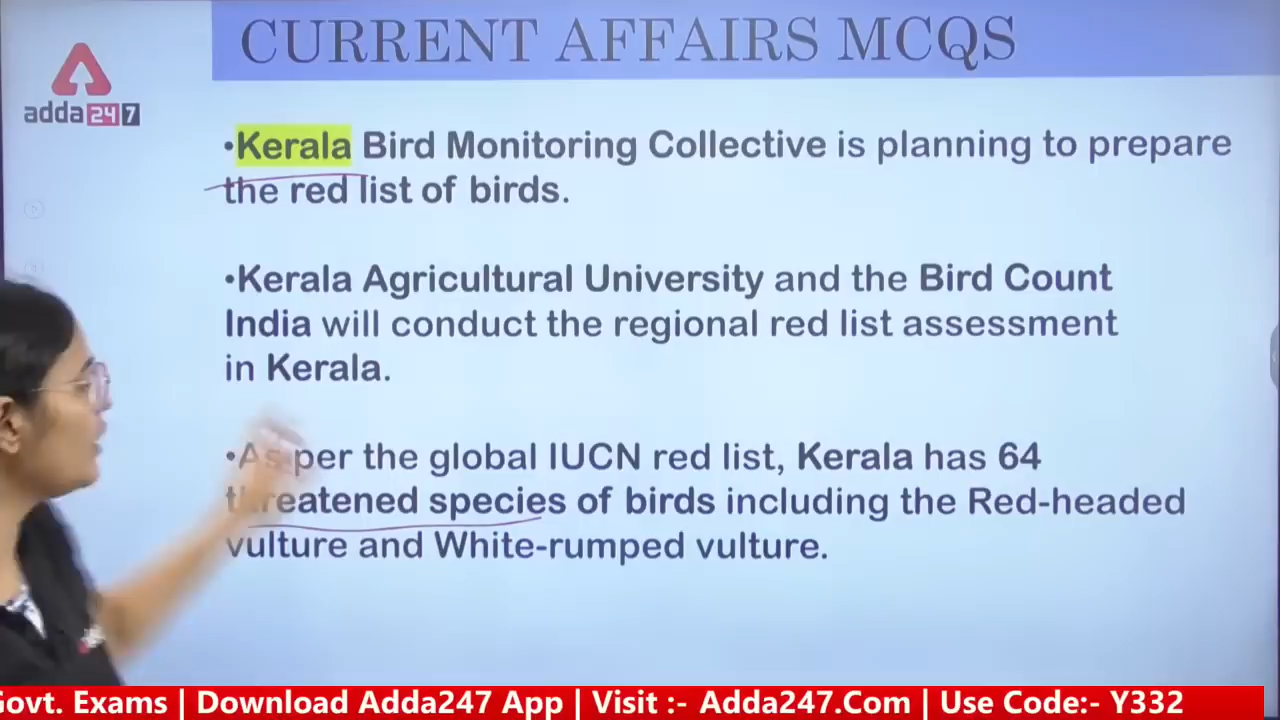 CURRENT AFFAIRS MCQS
adda247
•Kerala Bird Monitoring Collective is planning to prepare
the red list of birds.
•Kerala Agricultural University and the Bird Count
India will conduct the regional red list assessment
in Kerala.
•As per the global IUCN red list, Kerala has 64
threatened species of birds including the Red-headed
vulture and White-rumped vulture.
Govt. Exams | Download Adda247 App | Visit :- Adda247.Com | Use Code:- Y332